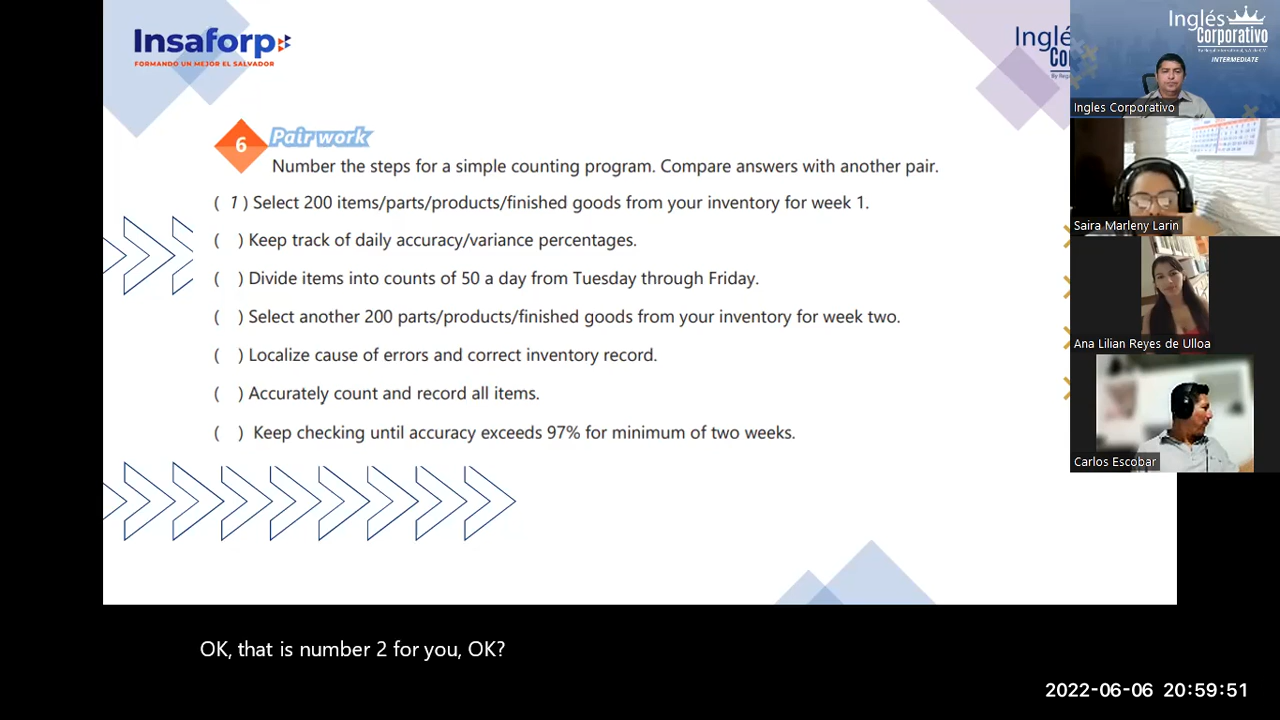 Insaforp
FORMANDO UN MEJOR EL SALVADOR
Inglé
Co
By Rega
Inglés
Corporativo
INTERMEDIATE
Ingles Corporativo
Saira Marleny Larin
Ana Lilian Reyes de Ulloa
Carlos Escobar
6 Pair work
Number the steps for a simple counting program. Compare answers with another pair.
( 1 ) Select 200 items/parts/products/finished goods from your inventory for week 1.
( ) Keep track of daily accuracy/variance percentages.
( ) Divide items into counts of 50 a day from Tuesday through Friday.
( ) Select another 200 parts/products/finished goods from your inventory for week two.
( ) Localize cause of errors and correct inventory record.
( ) Accurately count and record all items.
( ) Keep checking until accuracy exceeds 97% for minimum of two weeks.
OK, that is number 2 for you, OK?
2022-06-06 20:59:51